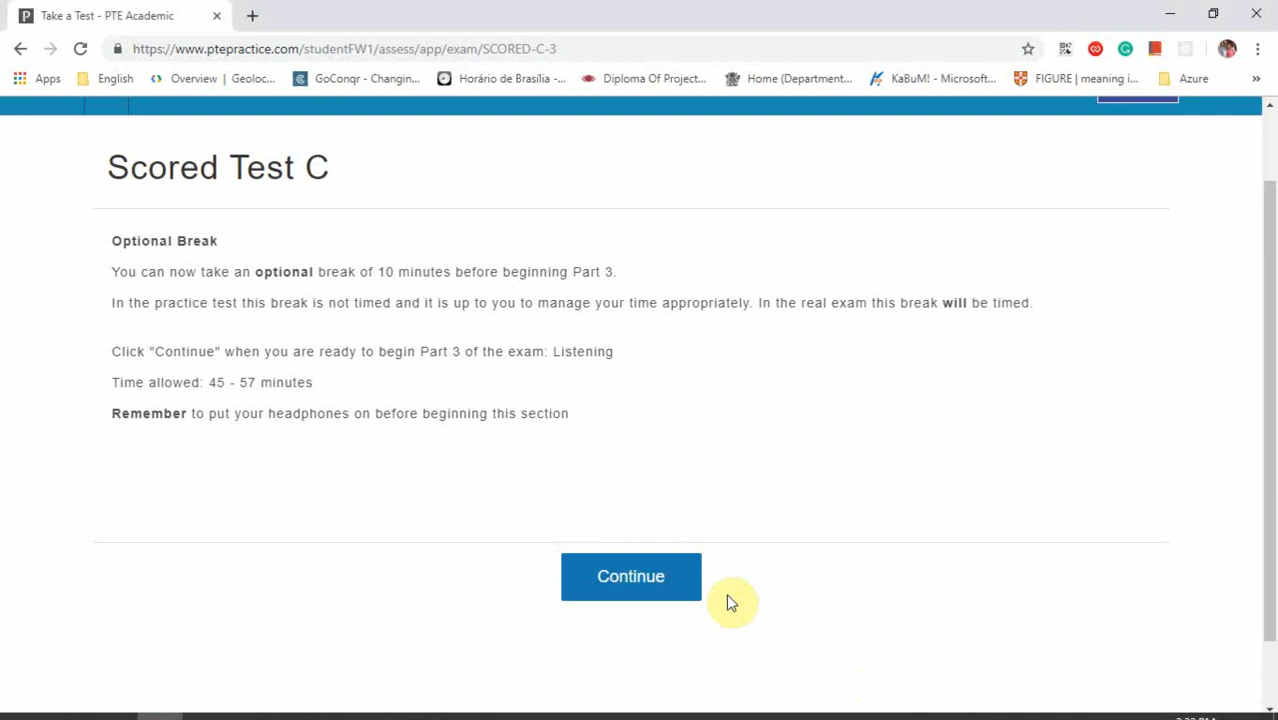 Take a Test - PTE Academic
https://www.ptepractice.com/studentFW1/assess/app/exam/SCORED-C-3
Apps English Overview | Geoloc... GoConqr - Changin... Horário de Brasília -... Diploma Of Project... Home (Department... KaBuM! - Microsoft... FIGURE | meaning i... Azure »
Scored Test C
Optional Break
You can now take an optional break of 10 minutes before beginning Part 3.
In the practice test this break is not timed and it is up to you to manage your time appropriately. In the real exam this break will be timed.
Click "Continue" when you are ready to begin Part 3 of the exam: Listening
Time allowed: 45 - 57 minutes
Remember to put your headphones on before beginning this section
Continue